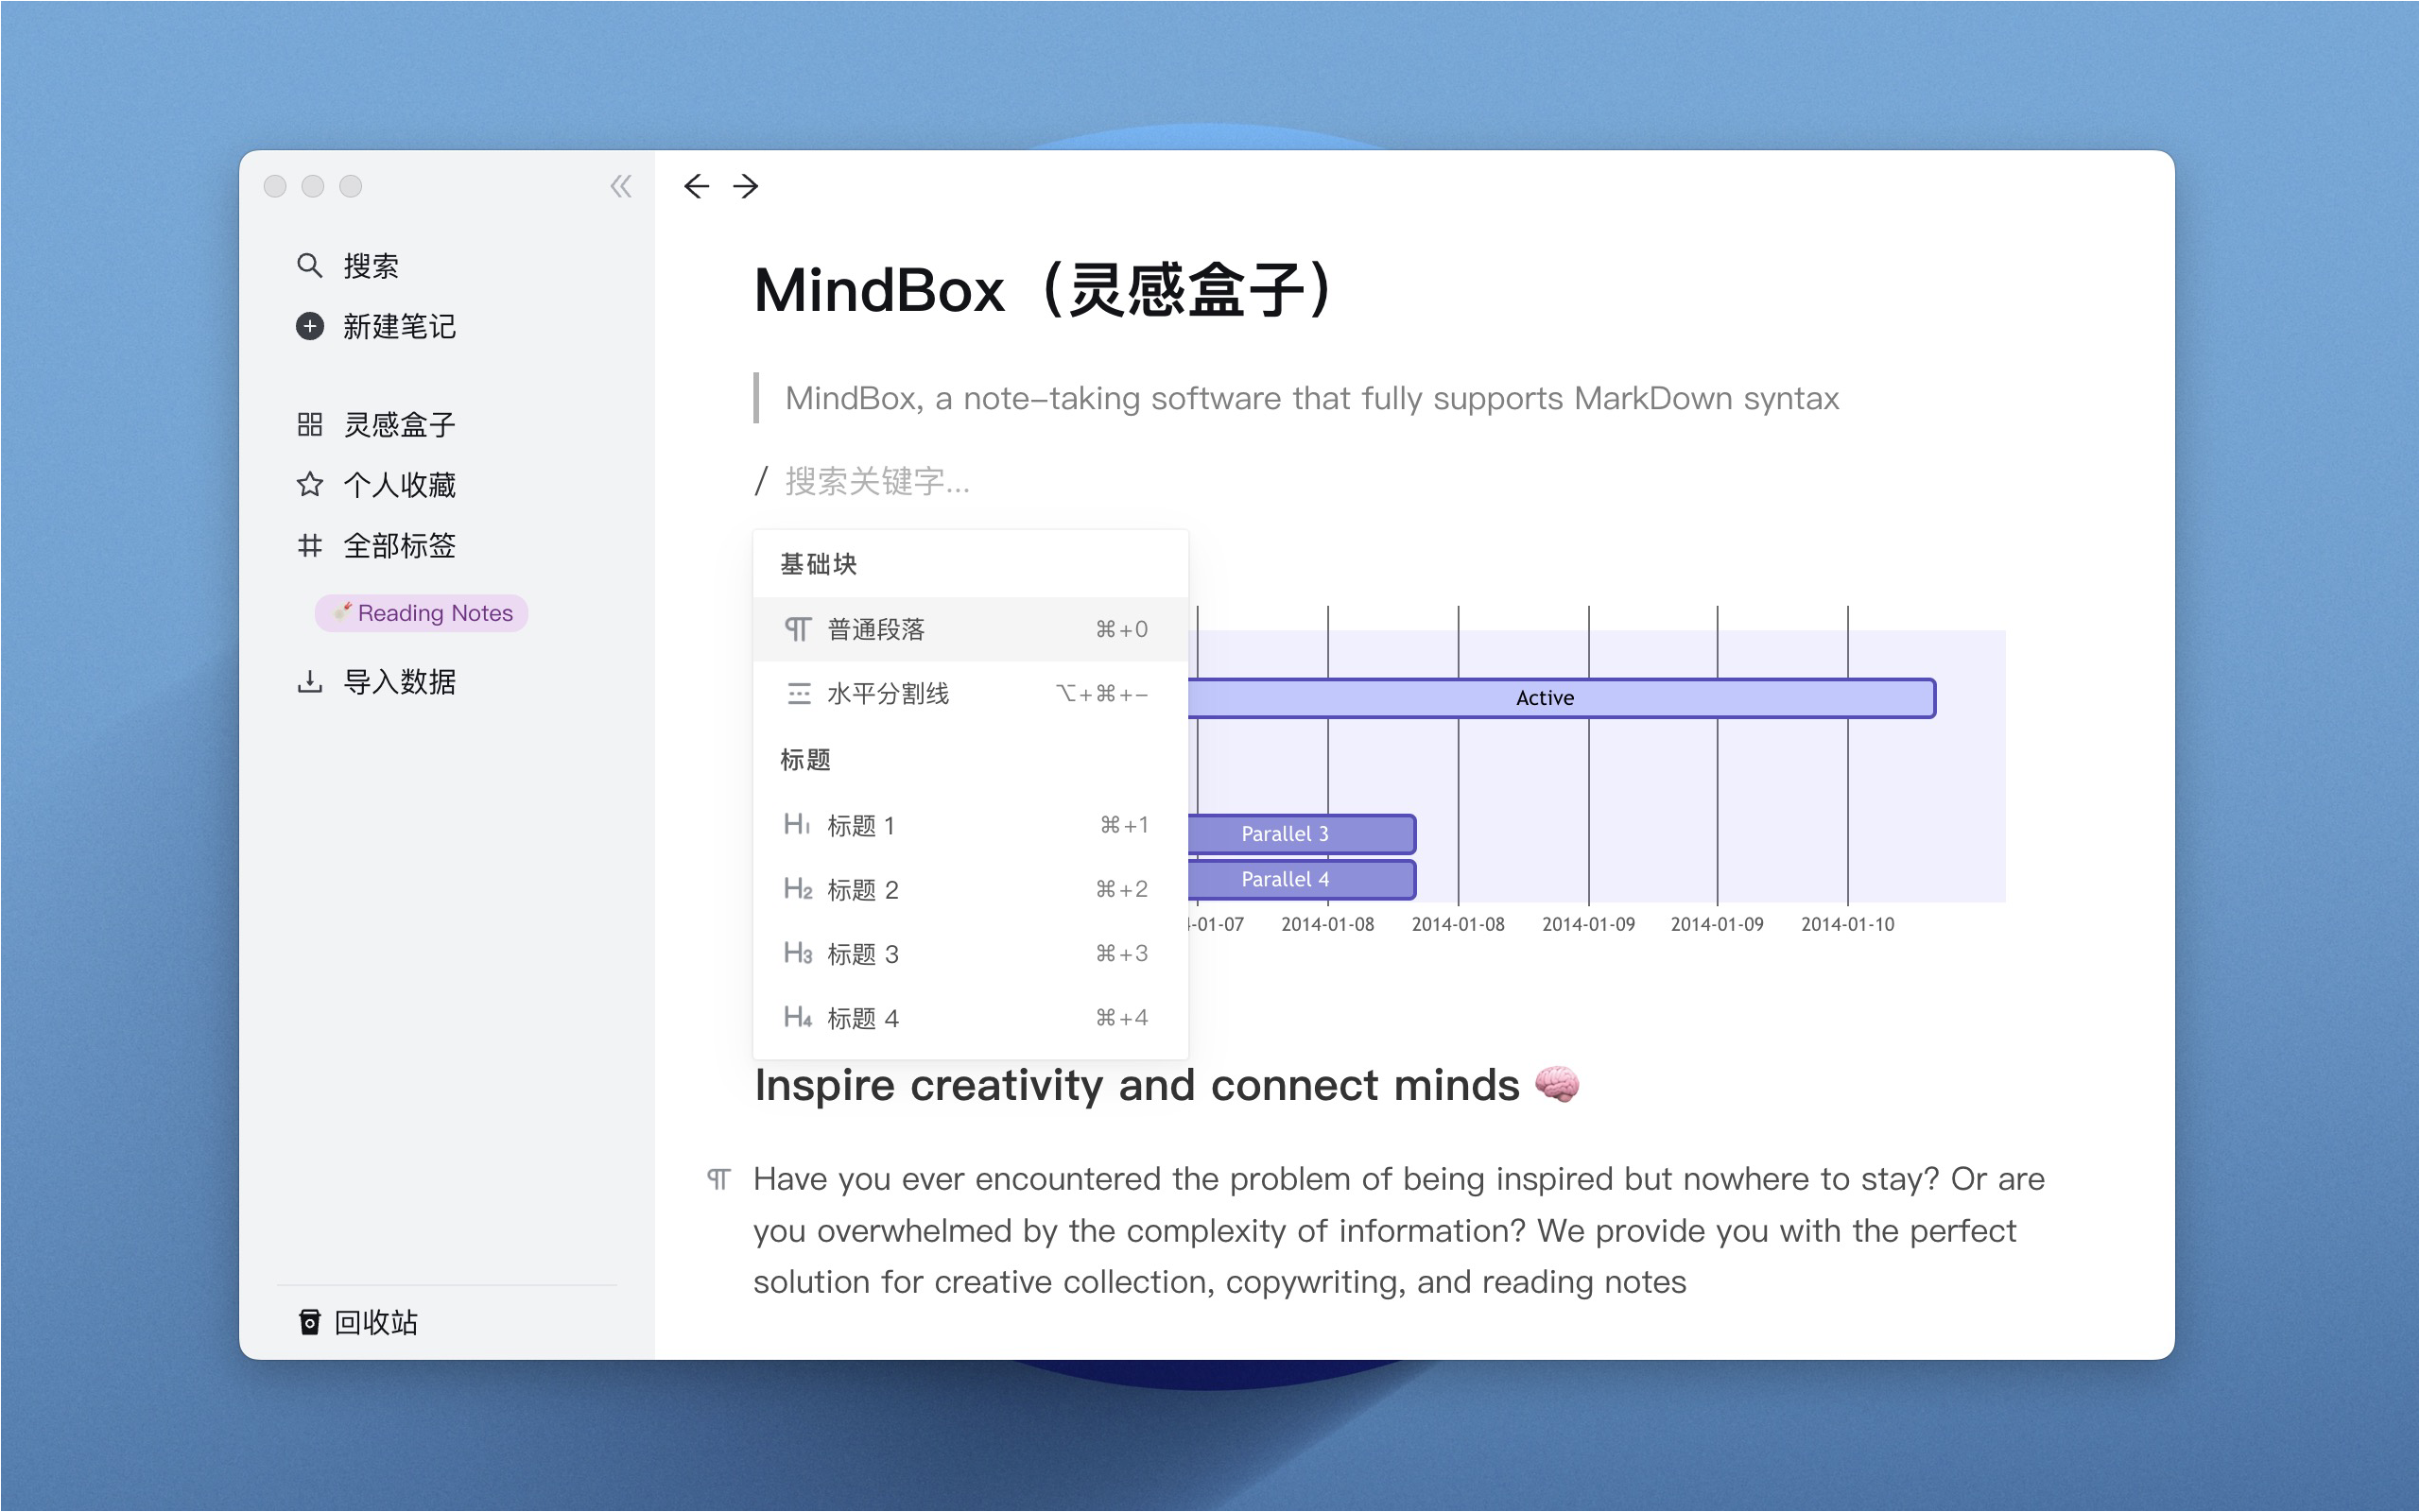 搜索
新建笔记
灵感盒子
个人收藏
全部标签
Reading Notes
导入数据
回收站
MindBox（灵感盒子）
MindBox, a note–taking software that fully supports MarkDown syntax
/ 搜索关键字...
基础块
普通段落 ⌘+0
水平分割线 ⌥+⌘+–
标题
H1 标题 1 ⌘+1
H2 标题 2 ⌘+2
H3 标题 3 ⌘+3
H4 标题 4 ⌘+4
Active
Parallel 3
Parallel 4
-01-07 2014-01-08 2014-01-08 2014-01-09 2014-01-09 2014-01-10
Inspire creativity and connect minds 🧠
Have you ever encountered the problem of being inspired but nowhere to stay? Or are
you overwhelmed by the complexity of information? We provide you with the perfect
solution for creative collection, copywriting, and reading notes